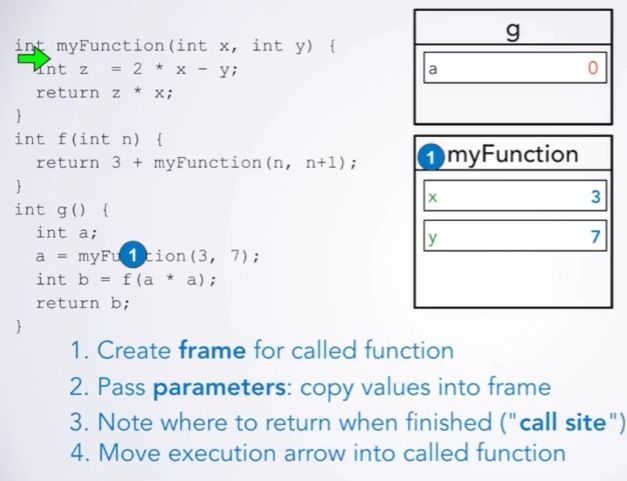 int myFunction(int x, int y) {
int z = 2 * x - y;
return z * x;
}
int f(int n) {
return 3 + myFunction(n, n+1);
}
int g() {
int a;
a = myFu 1 tion(3, 7);
int b = f(a * a);
return b;
}
g
a 0
1 myFunction
x 3
y 7
1. Create frame for called function
2. Pass parameters: copy values into frame
3. Note where to return when finished ("call site")
4. Move execution arrow into called function